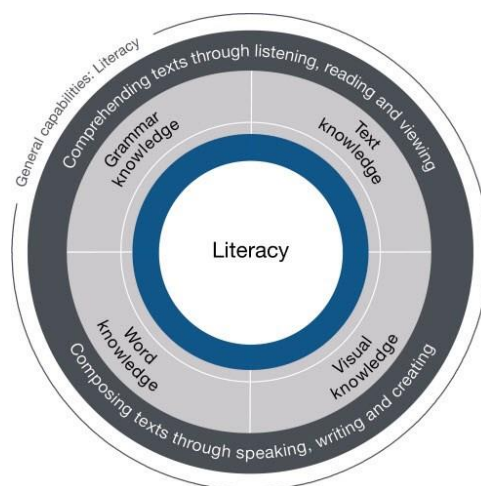 General capabilities: Literacy
Comprehending texts through listening, reading and viewing
Grammar
knowledge
Text
knowledge
Literacy
Word
knowledge
Visual
knowledge
Composing texts through speaking, writing and creating